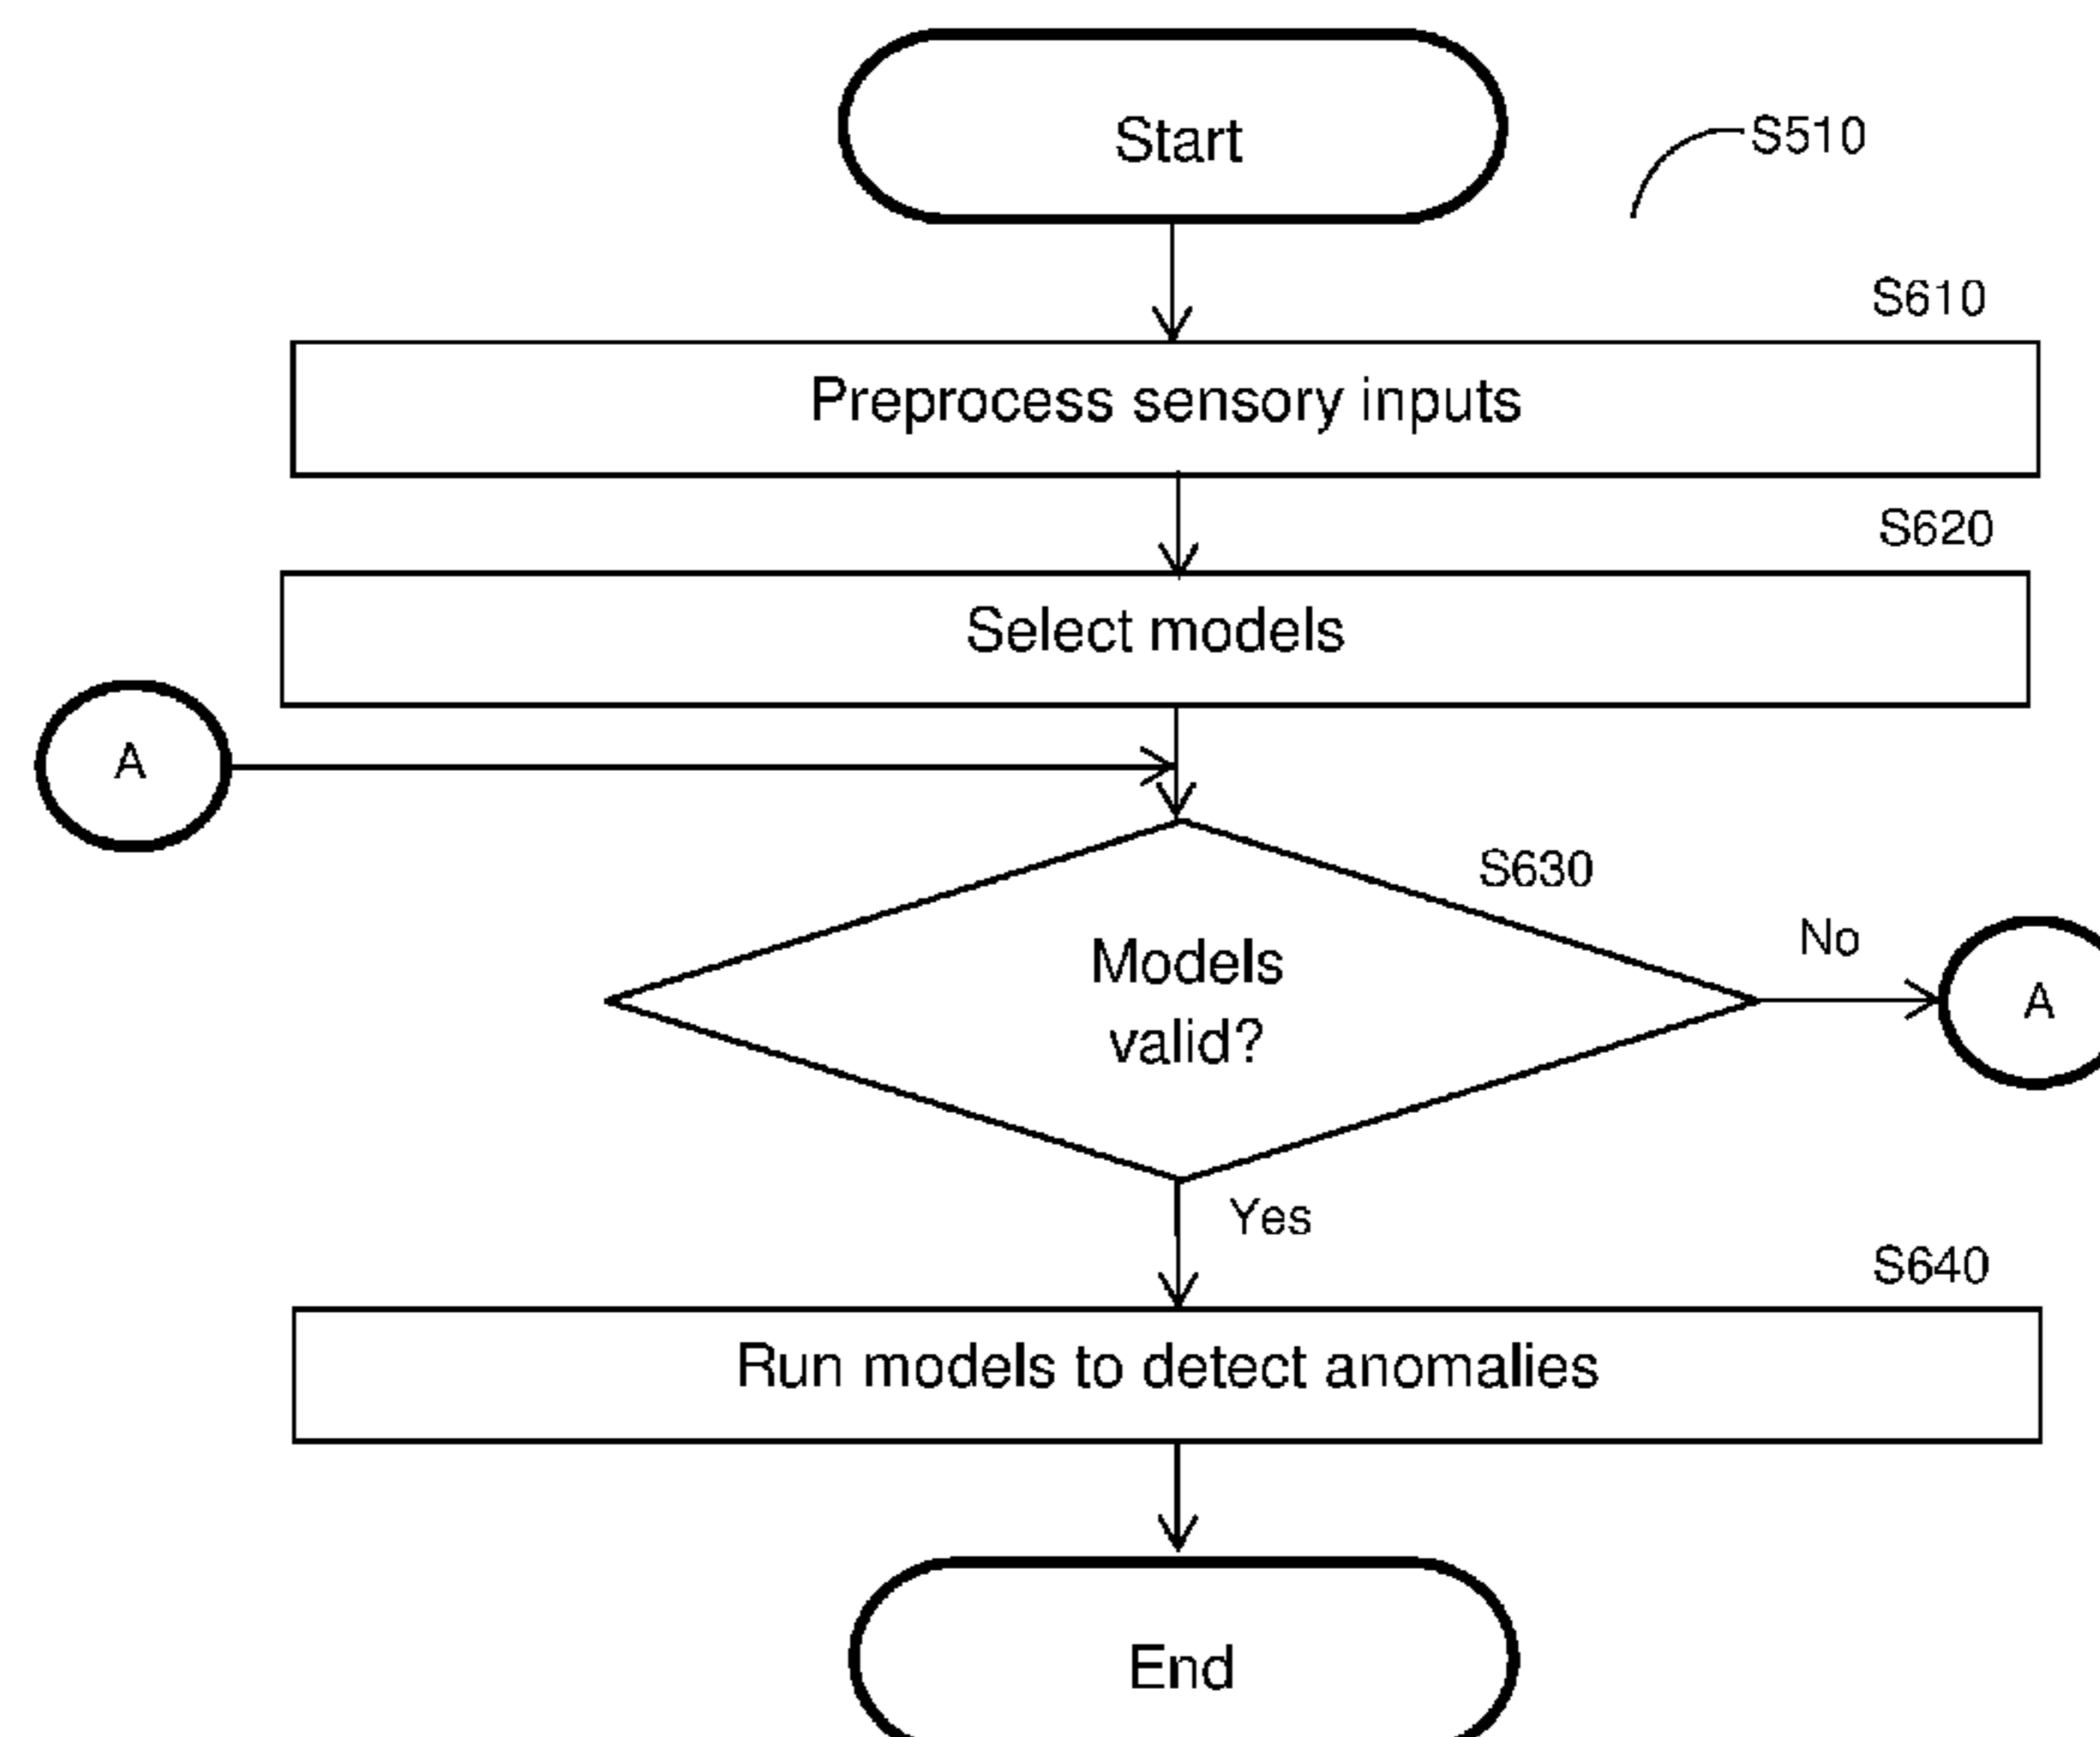 Start
S510
S610
Preprocess sensory inputs
S620
Select models
A
S630
Models
valid?
No
A
Yes
S640
Run models to detect anomalies
End